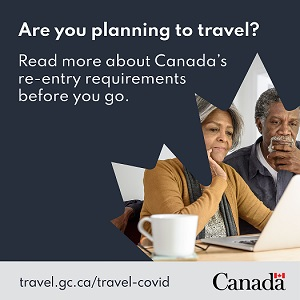 Are you planning to travel?
Read more about Canada's
re-entry requirements
before you go.
travel.gc.ca/travel-covid
Canada